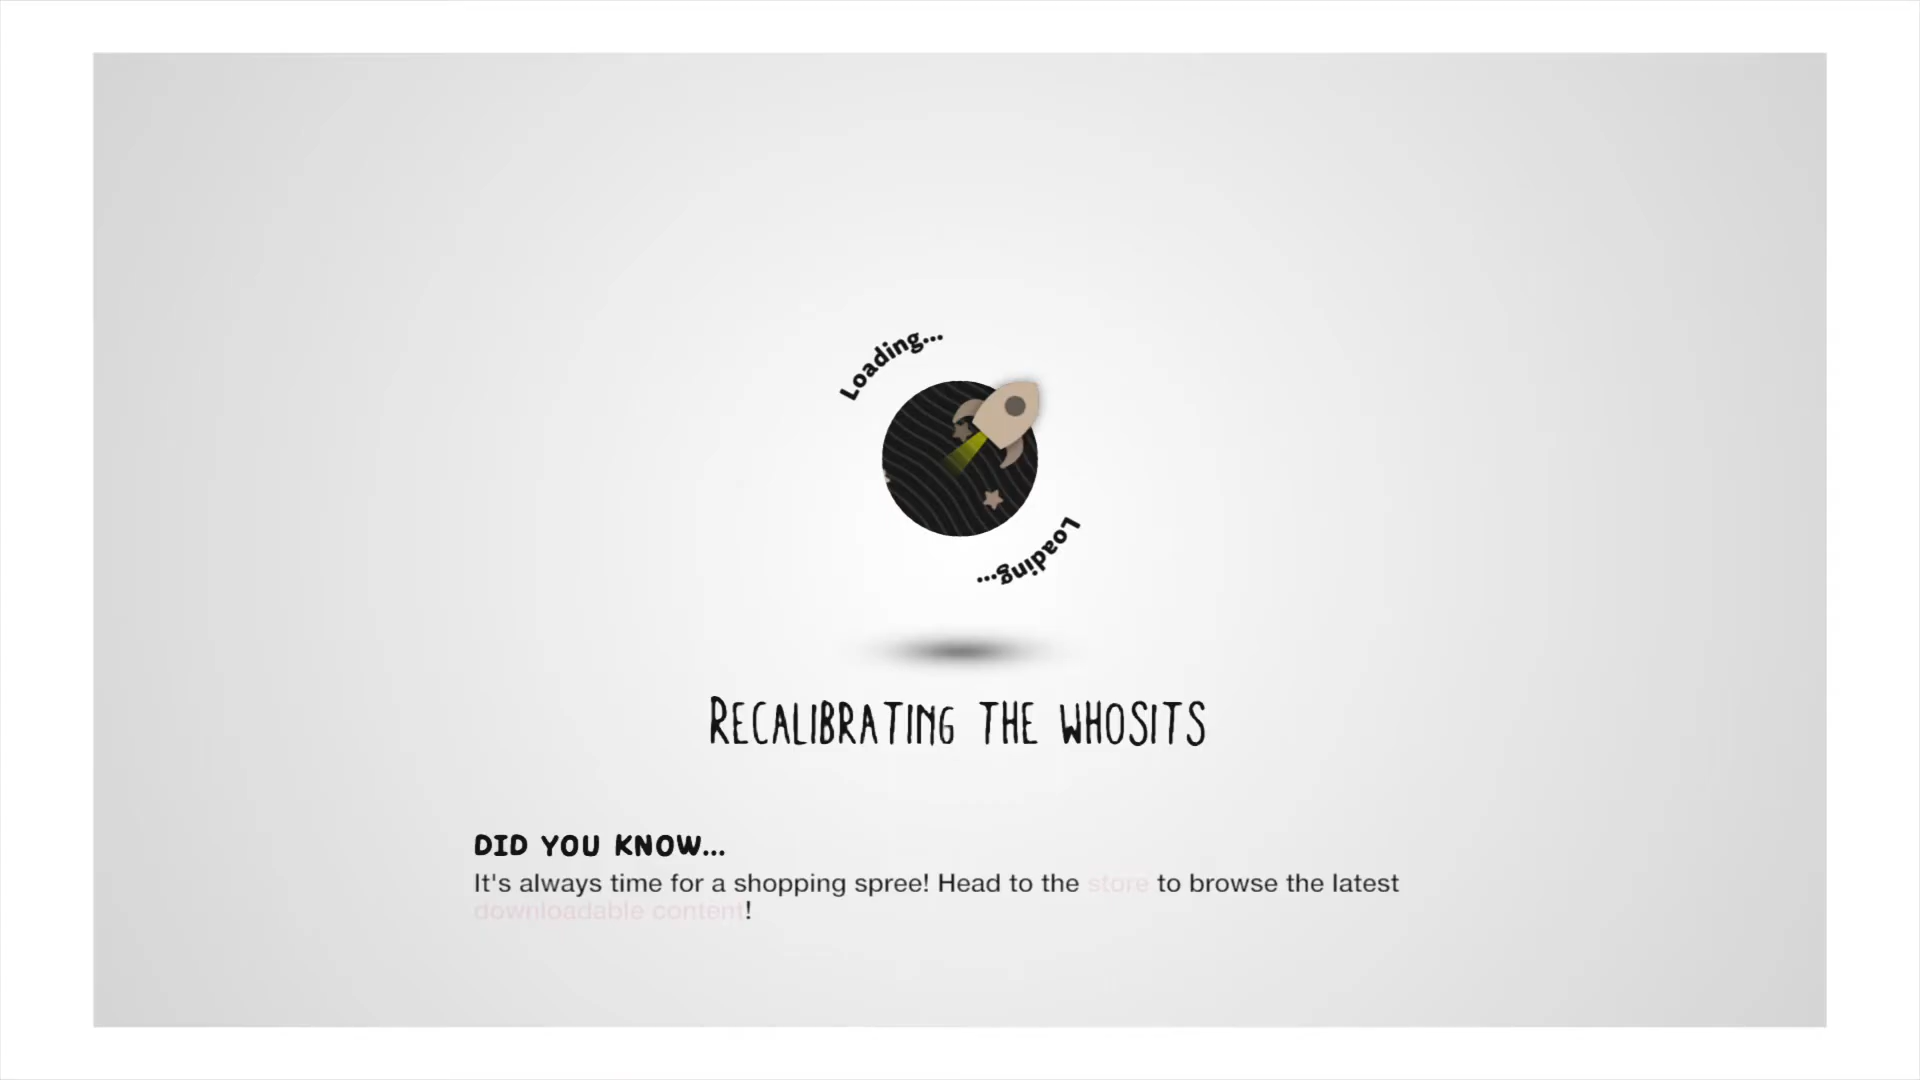 Loading...
Loading...
RECALIBRATING THE WHOSITS
DID YOU KNOW...
It's always time for a shopping spree! Head to the store to browse the latest
downloadable content!